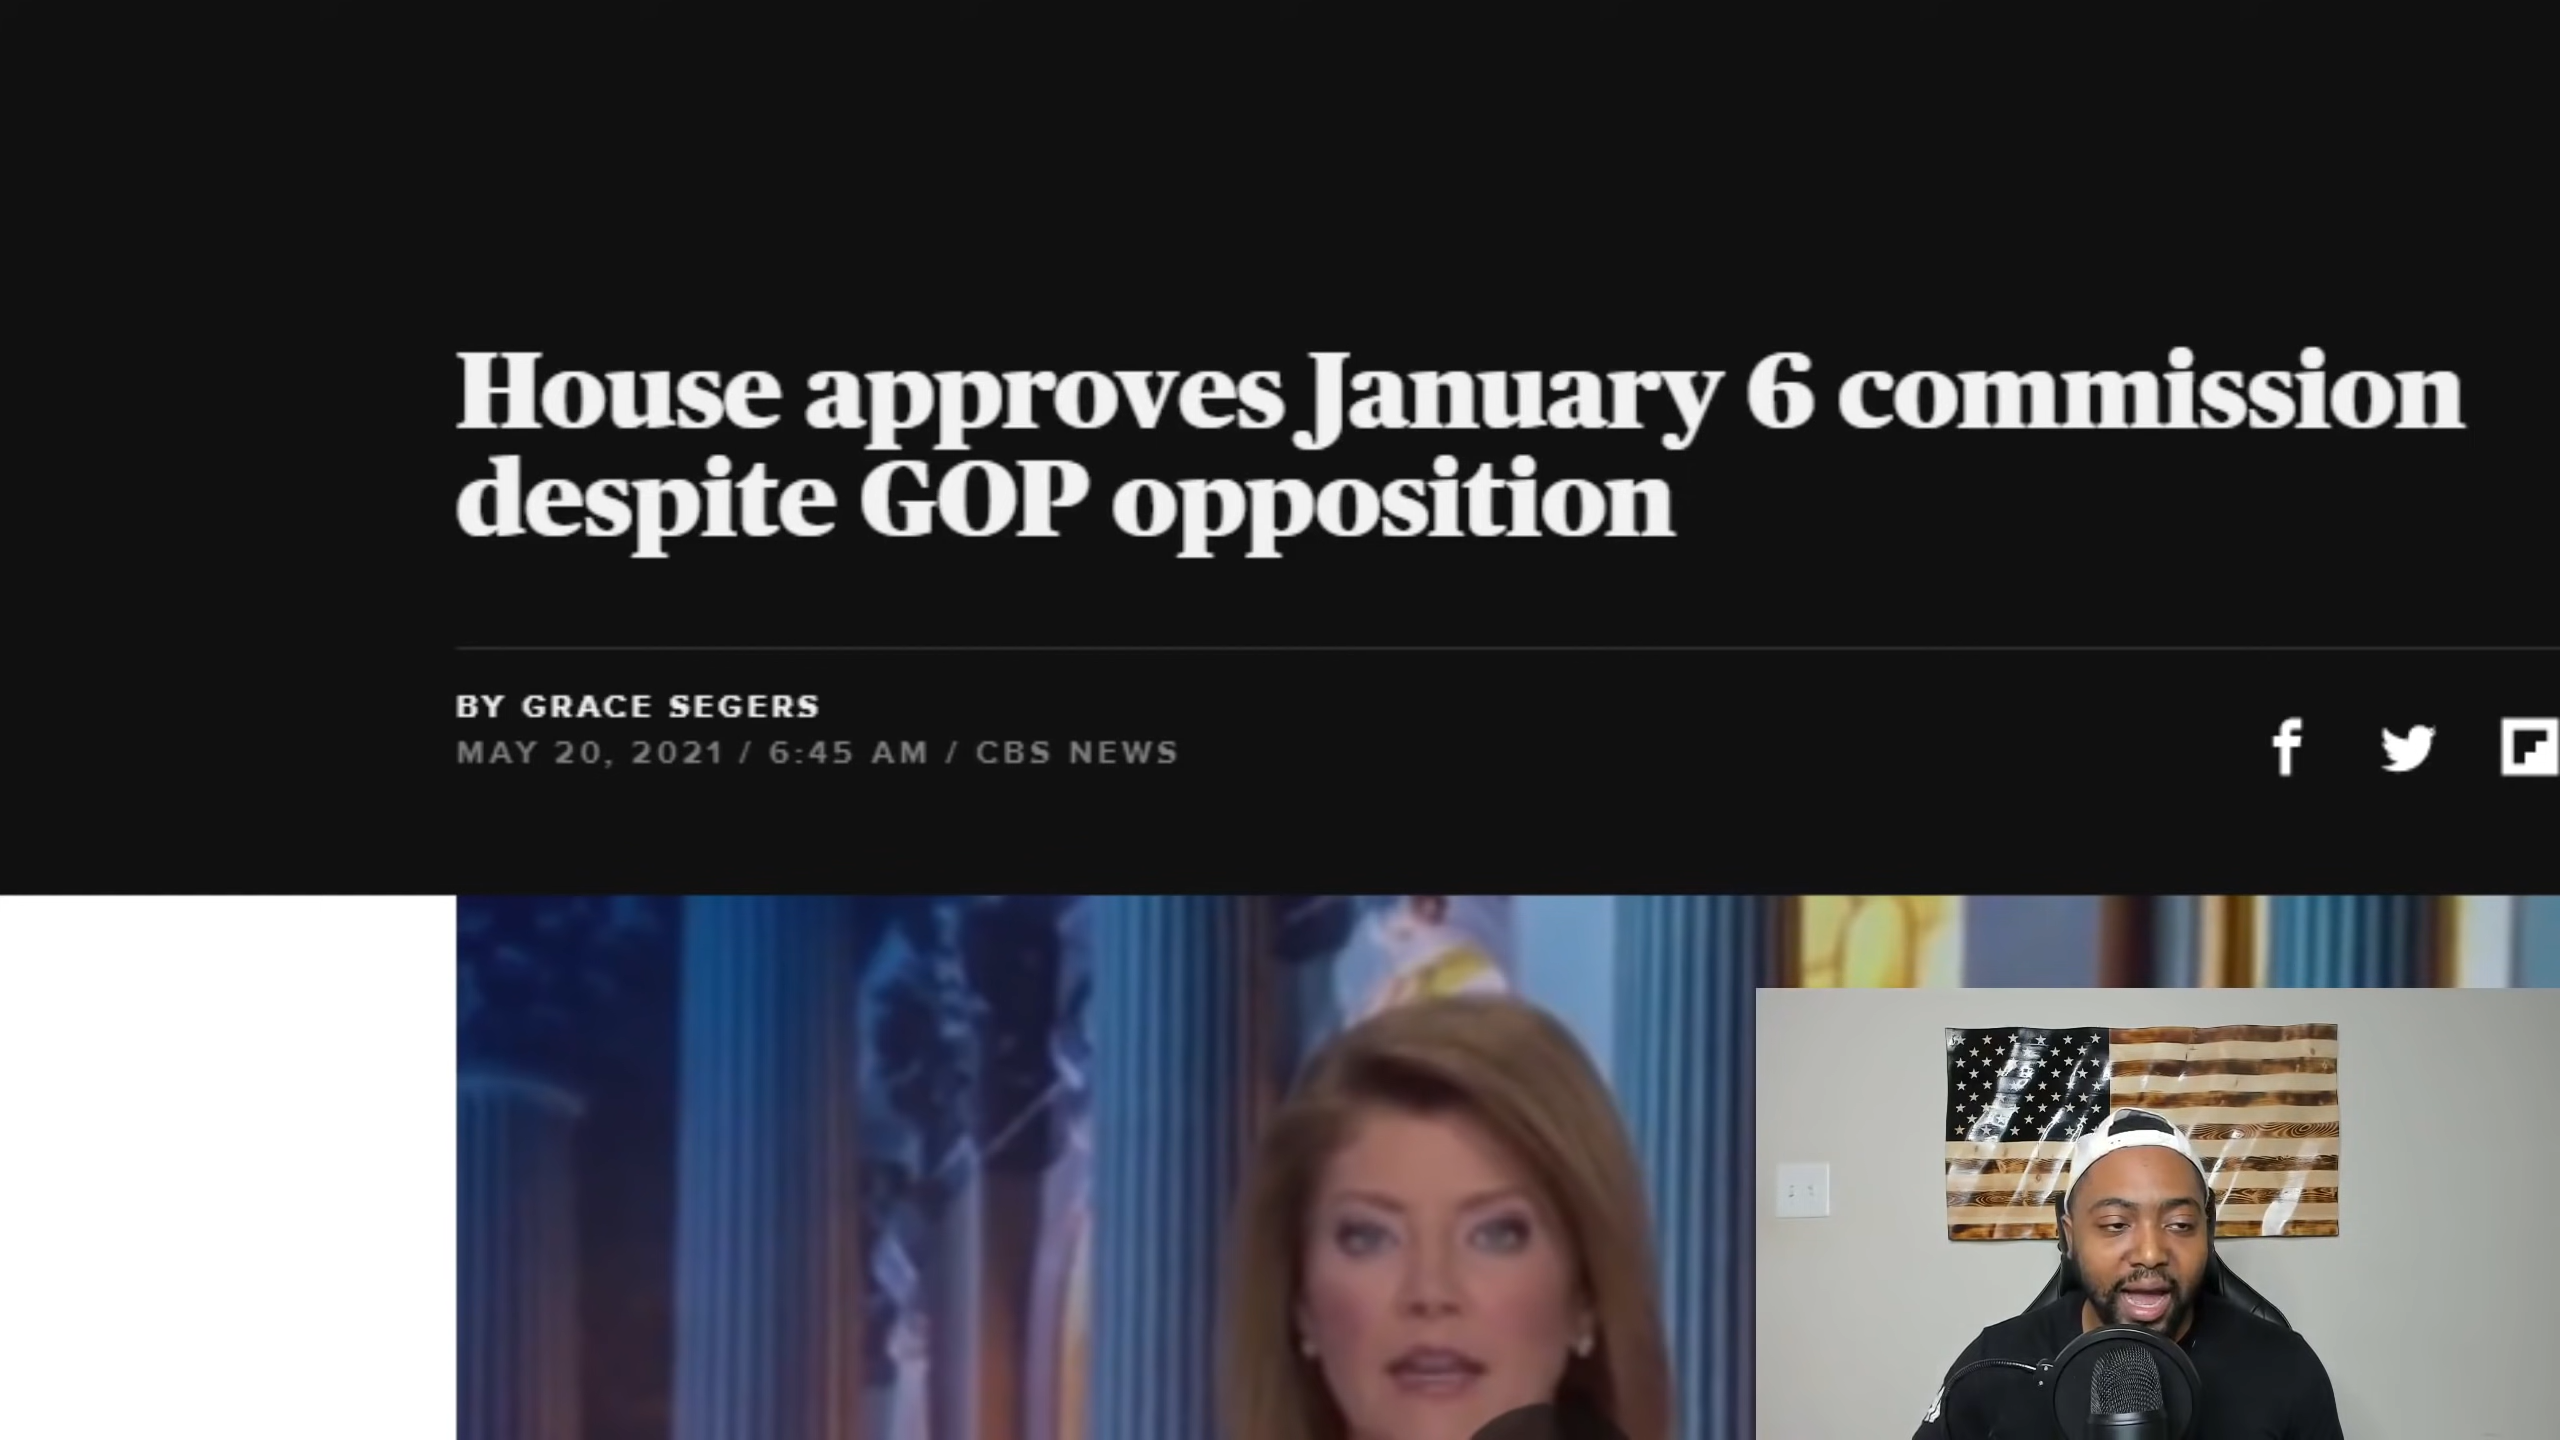 House approves January 6 commission
despite GOP opposition
BY GRACE SEGERS
MAY 20, 2021 / 6:45 AM / CBS NEWS